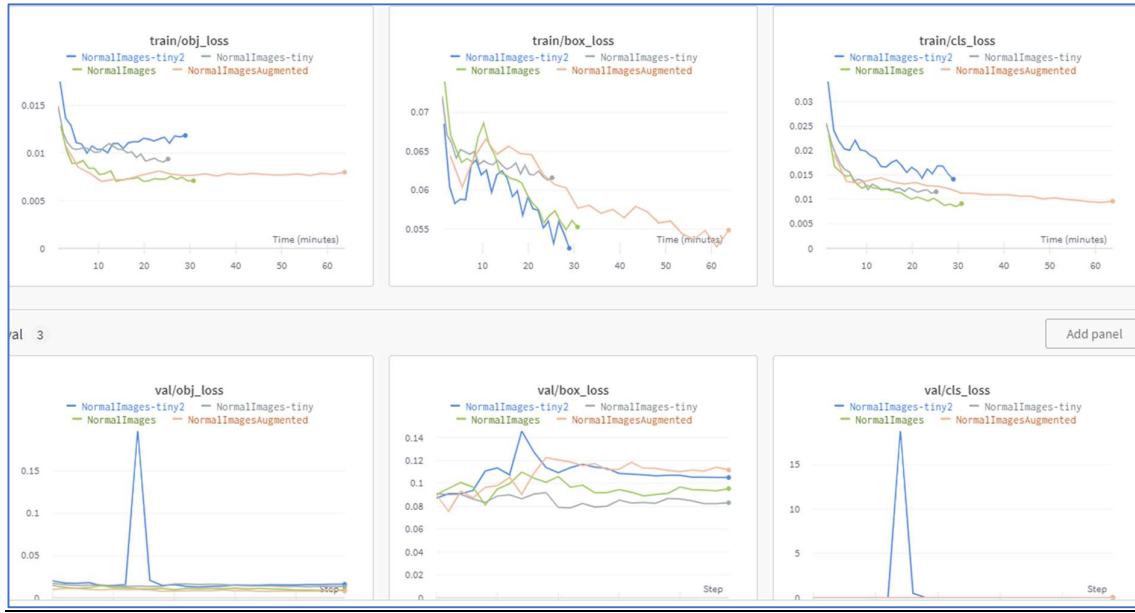 train/obj_loss
NormalImages-tiny2 NormalImages-tiny
NormalImages NormalImagesAugmented
0.015
0.01
0.005
0
Time (minutes)
10 20 30 40 50 60
train/box_loss
NormalImages-tiny2 NormalImages-tiny
NormalImages NormalImagesAugmented
0.07
0.065
0.06
0.055
Time (minutes)
10 20 30 40 50 60
train/cls_loss
NormalImages-tiny2 NormalImages-tiny
NormalImages NormalImagesAugmented
0.03
0.025
0.02
0.015
0.01
0.005
0
Time (minutes)
10 20 30 40 50 60
val 3
Add panel
val/obj_loss
NormalImages-tiny2 NormalImages-tiny
NormalImages NormalImagesAugmented
0.15
0.1
0.05
0
Step
val/box_loss
NormalImages-tiny2 NormalImages-tiny
NormalImages NormalImagesAugmented
0.14
0.12
0.1
0.08
0.06
0.04
0.02
0
Step
val/cls_loss
NormalImages-tiny2 NormalImages-tiny
NormalImages NormalImagesAugmented
15
10
5
0
Step